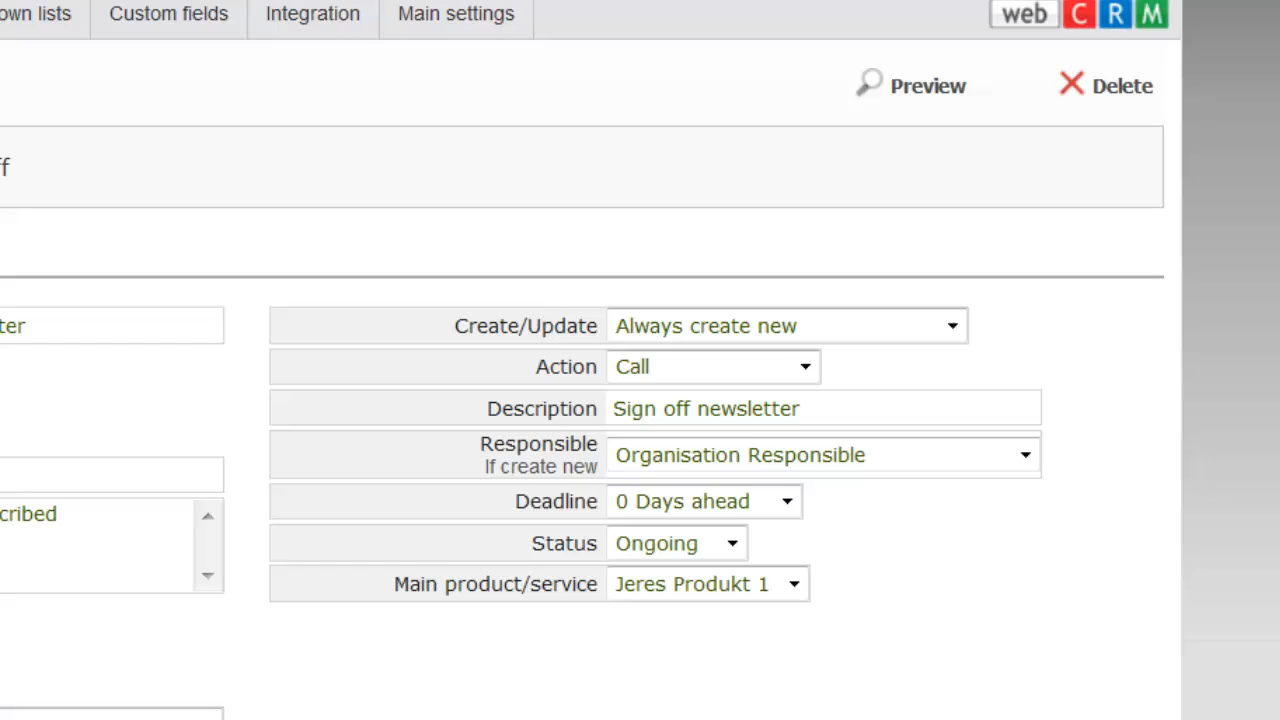 own lists Custom fields Integration Main settings web C R M
Preview Delete
ff
ter Create/Update Always create new
Action Call
Description Sign off newsletter
Responsible
If create new Organisation Responsible
Deadline 0 Days ahead
cribed
Status Ongoing
Main product/service Jeres Produkt 1